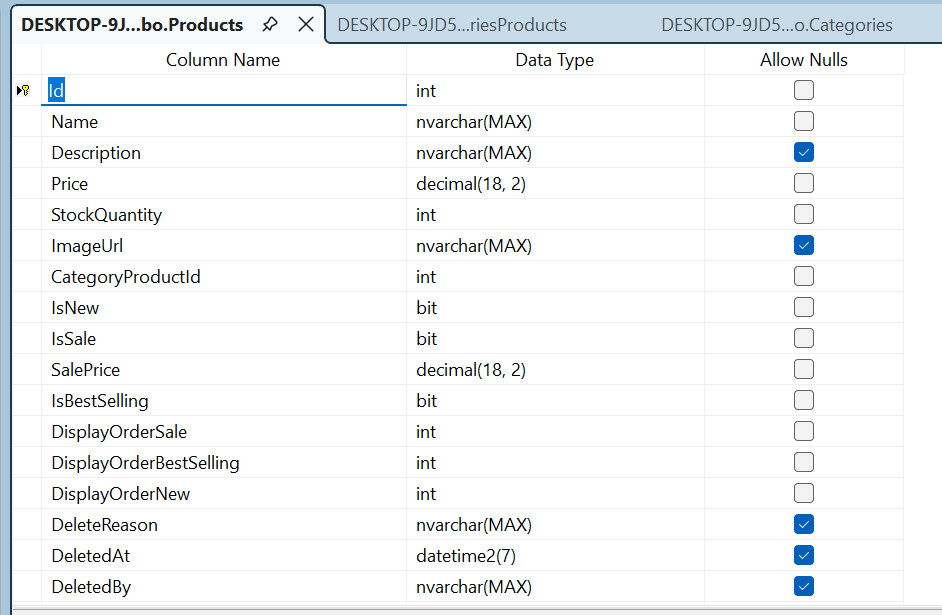 DESKTOP-9J...bo.Products DESKTOP-9JD5...riesProducts DESKTOP-9JD5...o.Categories
Column Name Data Type Allow Nulls
Id int
Name nvarchar(MAX)
Description nvarchar(MAX)
Price decimal(18, 2)
StockQuantity int
ImageUrl nvarchar(MAX)
CategoryProductId int
IsNew bit
IsSale bit
SalePrice decimal(18, 2)
IsBestSelling bit
DisplayOrderSale int
DisplayOrderBestSelling int
DisplayOrderNew int
DeleteReason nvarchar(MAX)
DeletedAt datetime2(7)
DeletedBy nvarchar(MAX)